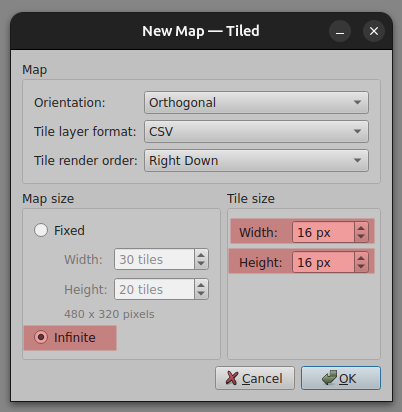 New Map — Tiled
Map
Orientation: Orthogonal
Tile layer format: CSV
Tile render order: Right Down
Map size
Fixed
Width: 30 tiles
Height: 20 tiles
480 x 320 pixels
Infinite
Tile size
Width: 16 px
Height: 16 px
Cancel
OK